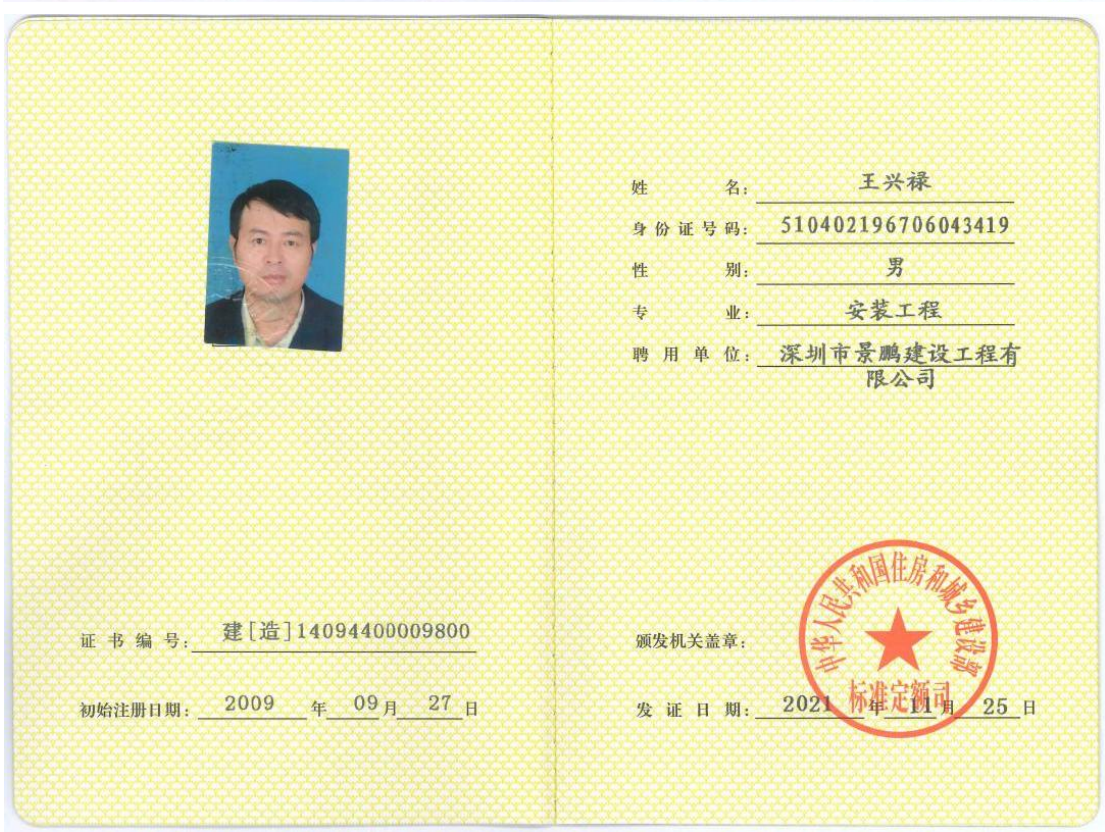 姓名：王兴禄
身份证号码：510402196706043419
性别：男
专业：安装工程
聘用单位：深圳市景鹏建设工程有
限公司
证书编号：建[造]14094400009800
初始注册日期：2009年09月27日
颁发机关盖章：
中华人民共和国住房和城乡建设部
标准定额司
发证日期：2021年11月25日